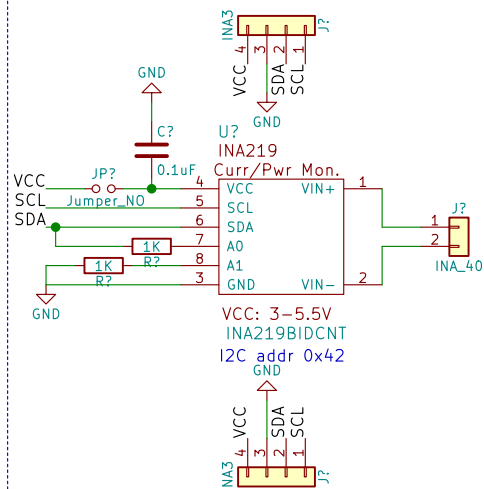 INA3
J?
4
3
2
1
VCC
SDA
SCL
GND
GND
C?
0.1uF
U?
INA219
Curr/Pwr Mon.
JP?
Jumper_NO
VCC
SCL
SDA
4
5
6
7
8
3
VCC
SCL
SDA
A0
A1
GND
VIN+
VIN-
1
2
1K
R?
1K
R?
GND
J?
1
2
INA_40
VCC: 3-5.5V
INA219BIDCNT
I2C addr 0x42
GND
VCC
SDA
SCL
4
3
2
1
NA3
J?